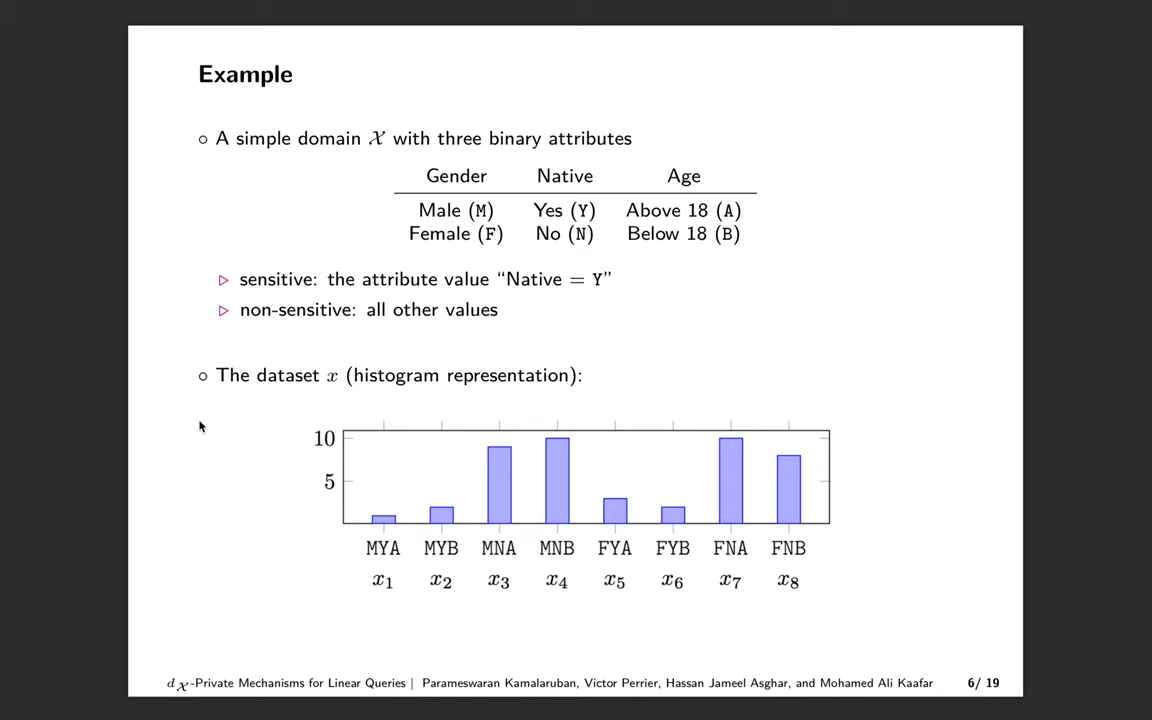 Example
○ A simple domain 𝒳 with three binary attributes
Gender Native Age
Male (M) Yes (Y) Above 18 (A)
Female (F) No (N) Below 18 (B)
▷ sensitive: the attribute value “Native = Y”
▷ non-sensitive: all other values
○ The dataset x (histogram representation):
10
5
MYA MYB MNA MNB FYA FYB FNA FNB
x₁ x₂ x₃ x₄ x₅ x₆ x₇ x₈
d𝒳-Private Mechanisms for Linear Queries | Parameswaran Kamalaruban, Victor Perrier, Hassan Jameel Asghar, and Mohamed Ali Kaafar 6/ 19